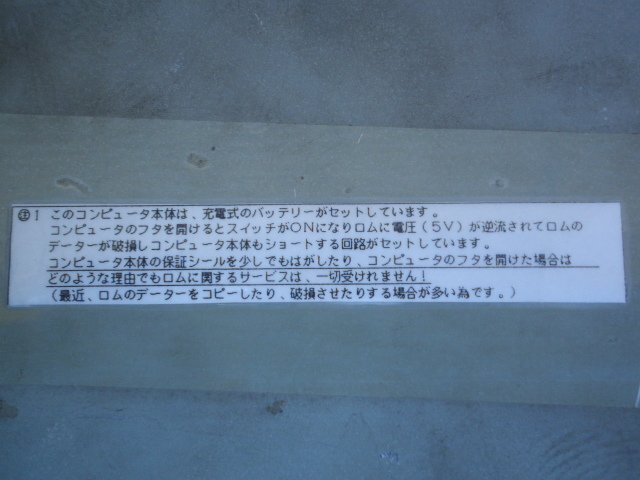 ㊟1 このコンピュータ本体は、充電式のバッテリーがセットしています。
コンピュータのフタを開けるとスイッチがONになりロムに電圧(5V)が逆流されてロムの
データーが破損しコンピュータ本体もショートする回路がセットしています。
コンピュータ本体の保証シールを少しでもはがしたり、コンピュータのフタを開けた場合は
どのような理由でもロムに関するサービスは、一切受けれません!
(最近、ロムのデーターをコピーしたり、破損させたりする場合が多い為です。)